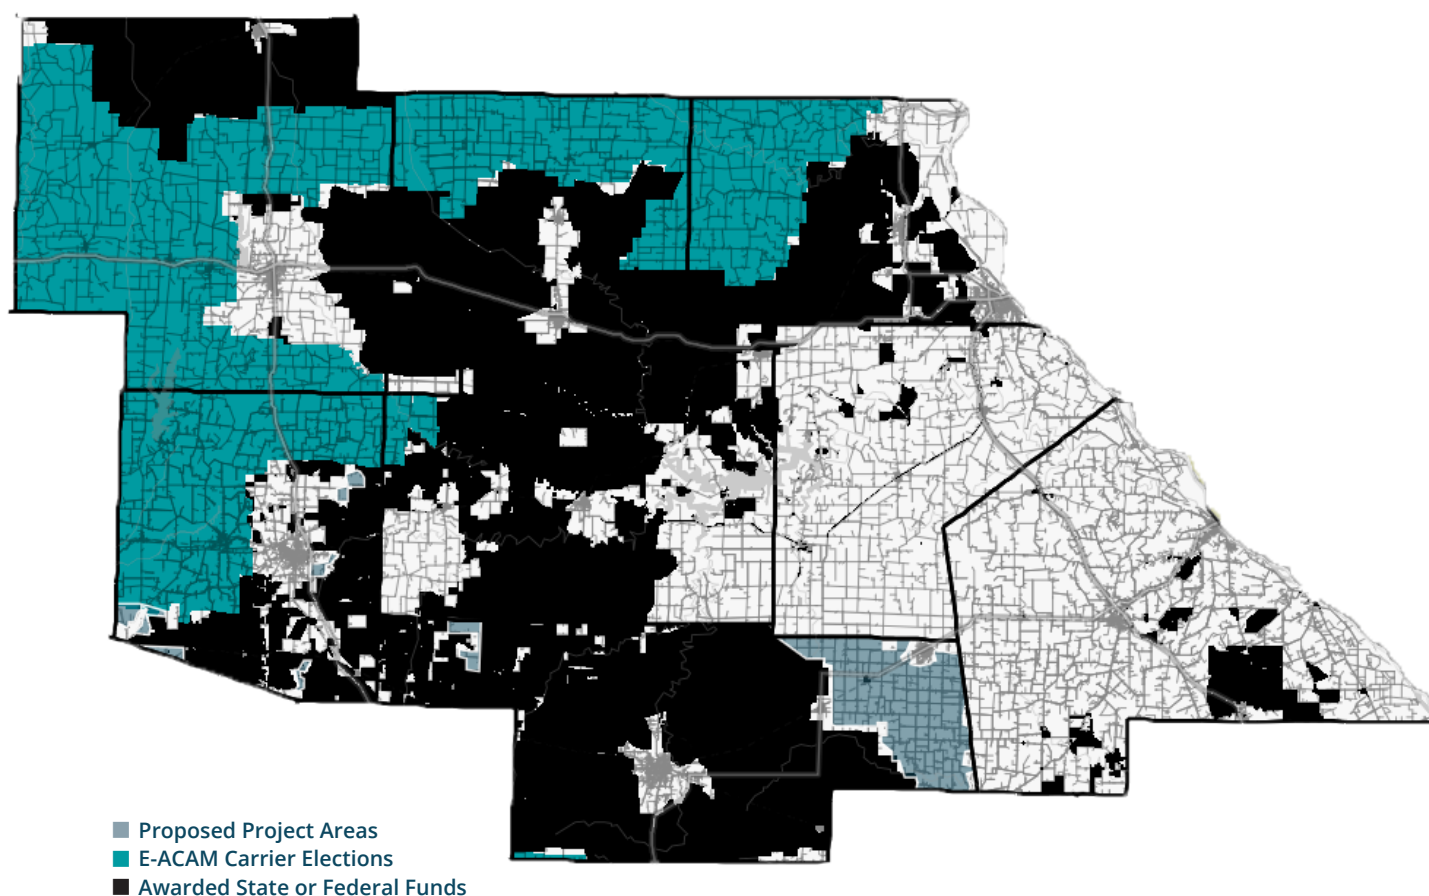 Proposed Project Areas
E-ACAM Carrier Elections
Awarded State or Federal Funds